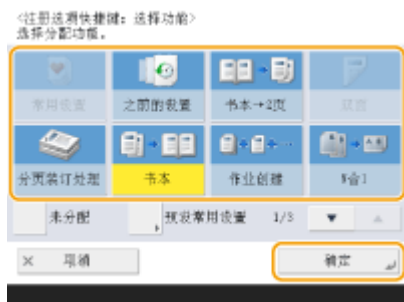 <注册选项快捷键: 选择功能>
选择分配功能。
常用设置
之前的设置
书本→2页
双面
分页装订处理
书本
作业创建
N合1
未分配
预设常用设置
1/3
× 取消
确定